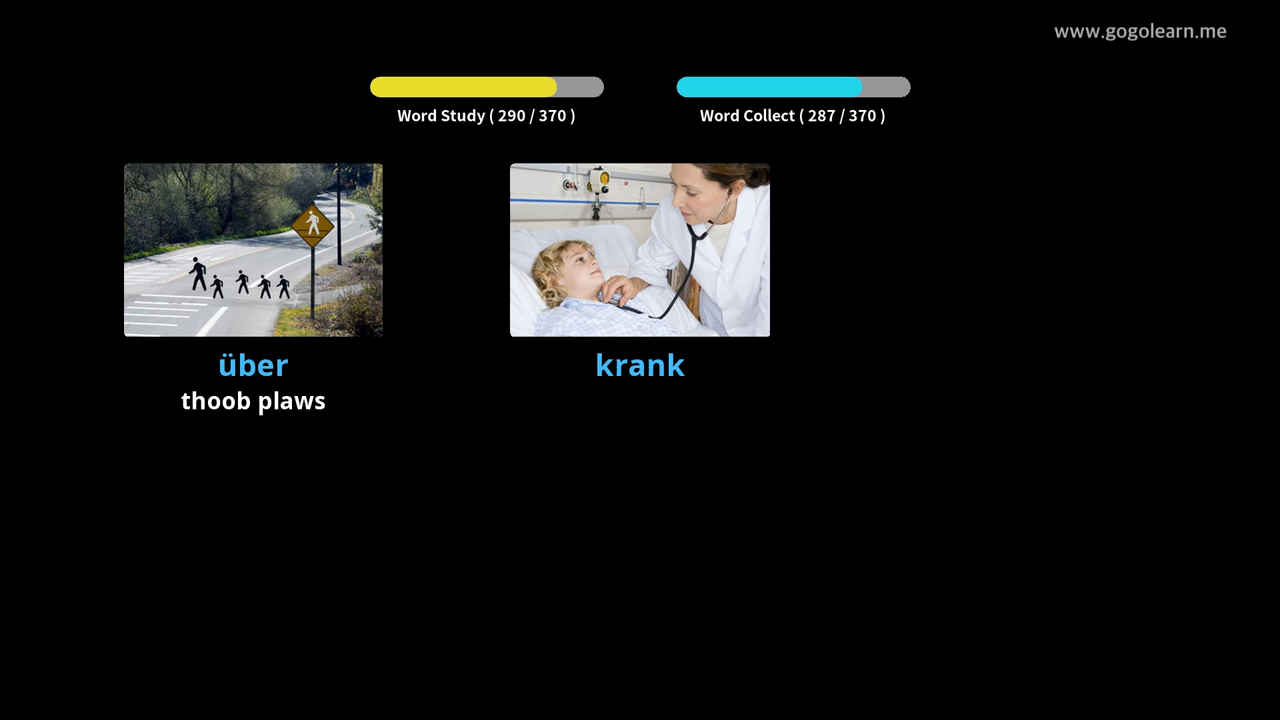 www.gogolearn.me
Word Study ( 290 / 370 )
Word Collect ( 287 / 370 )
über
thoob plaws
krank